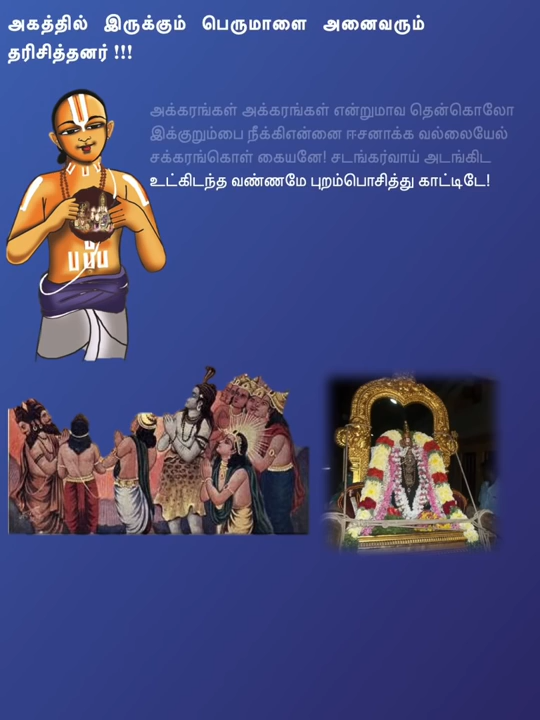 அகத்தில் இருக்கும் பெருமாளை அனைவரும்
தரிசித்தனர் !!!
அக்கரங்கள் அக்கரங்கள் என்றுமாவ தென்கொலோ
இக்குறும்பை நீக்கிஎன்னை ஈசனாக்க வல்லையேல்
சக்கரங்கொள் கையனே! சடங்கர்வாய் அடங்கிட
உட்கிடந்த வண்ணமே புறம்பொசித்து காட்டிடே!